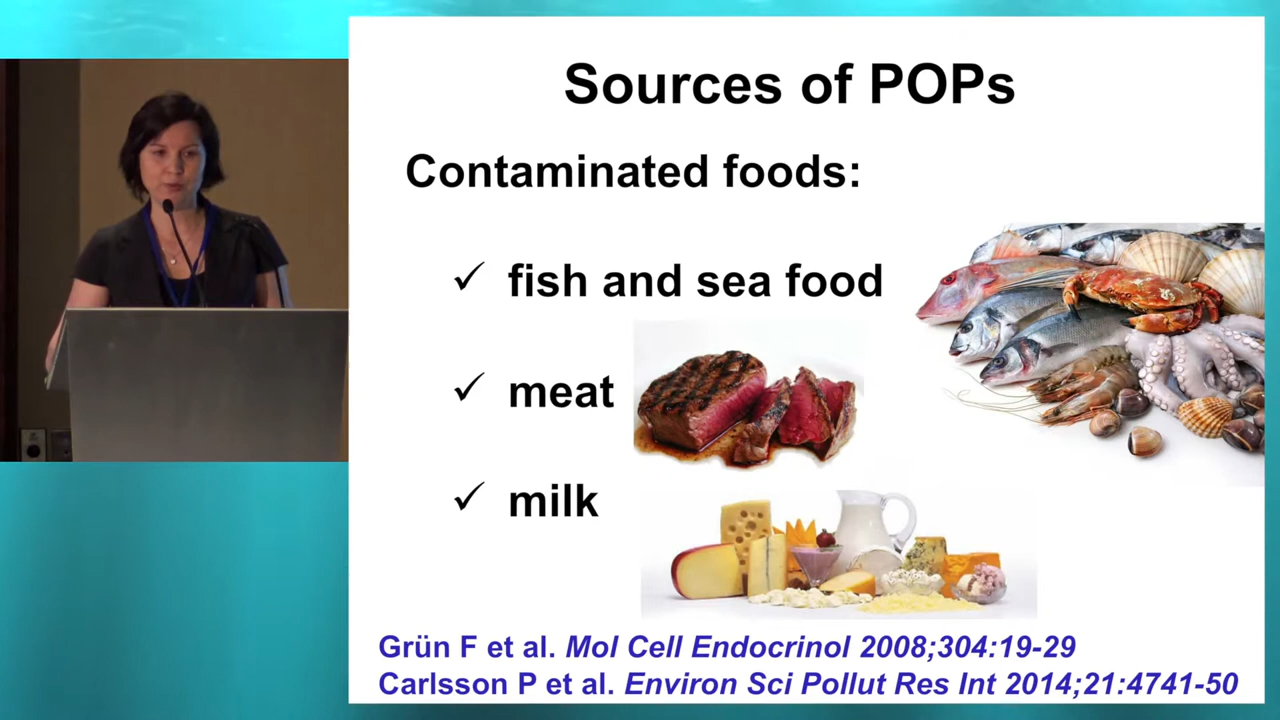 Sources of POPs
Contaminated foods:
✓ fish and sea food
✓ meat
✓ milk
Grün F et al. Mol Cell Endocrinol 2008;304:19-29
Carlsson P et al. Environ Sci Pollut Res Int 2014;21:4741-50